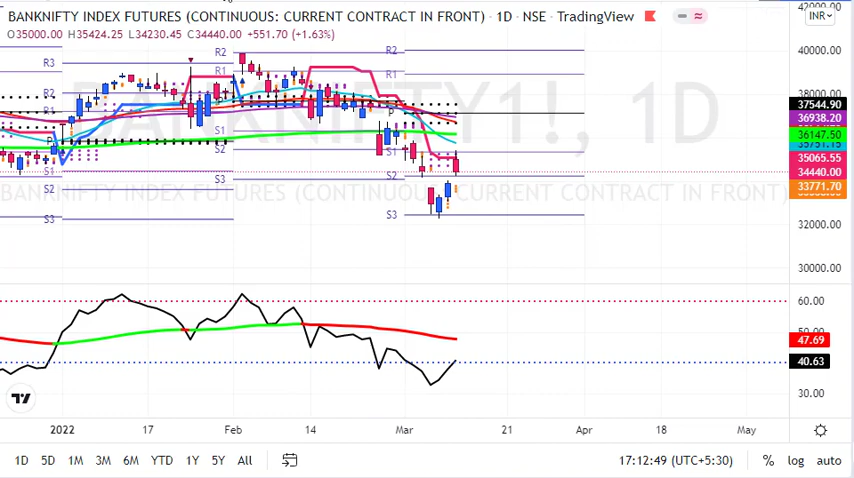 BANKNIFTY INDEX FUTURES (CONTINUOUS: CURRENT CONTRACT IN FRONT) · 1D · NSE · TradingView
O35000.00 H35424.25 L34230.45 C34440.00 +551.70 (+1.63%)
INR
42000.00
40000.00
38000.00
37544.90
36938.20
36147.50
35065.55
34440.00
33771.70
32000.00
30000.00
R3
R2
R1
P
S1
S2
S3
R2
R1
S1
S2
S3
R2
R1
P
S1
S2
S3
BANKNIFTY1!, 1D
BANKNIFTY INDEX FUTURES (CONTINUOUS: CURRENT CONTRACT IN FRONT)
60.00
50.00
47.69
40.63
30.00
2022 17 Feb 14 Mar 21 Apr 18 May
1D 5D 1M 3M 6M YTD 1Y 5Y All
17:12:49 (UTC+5:30) % log auto